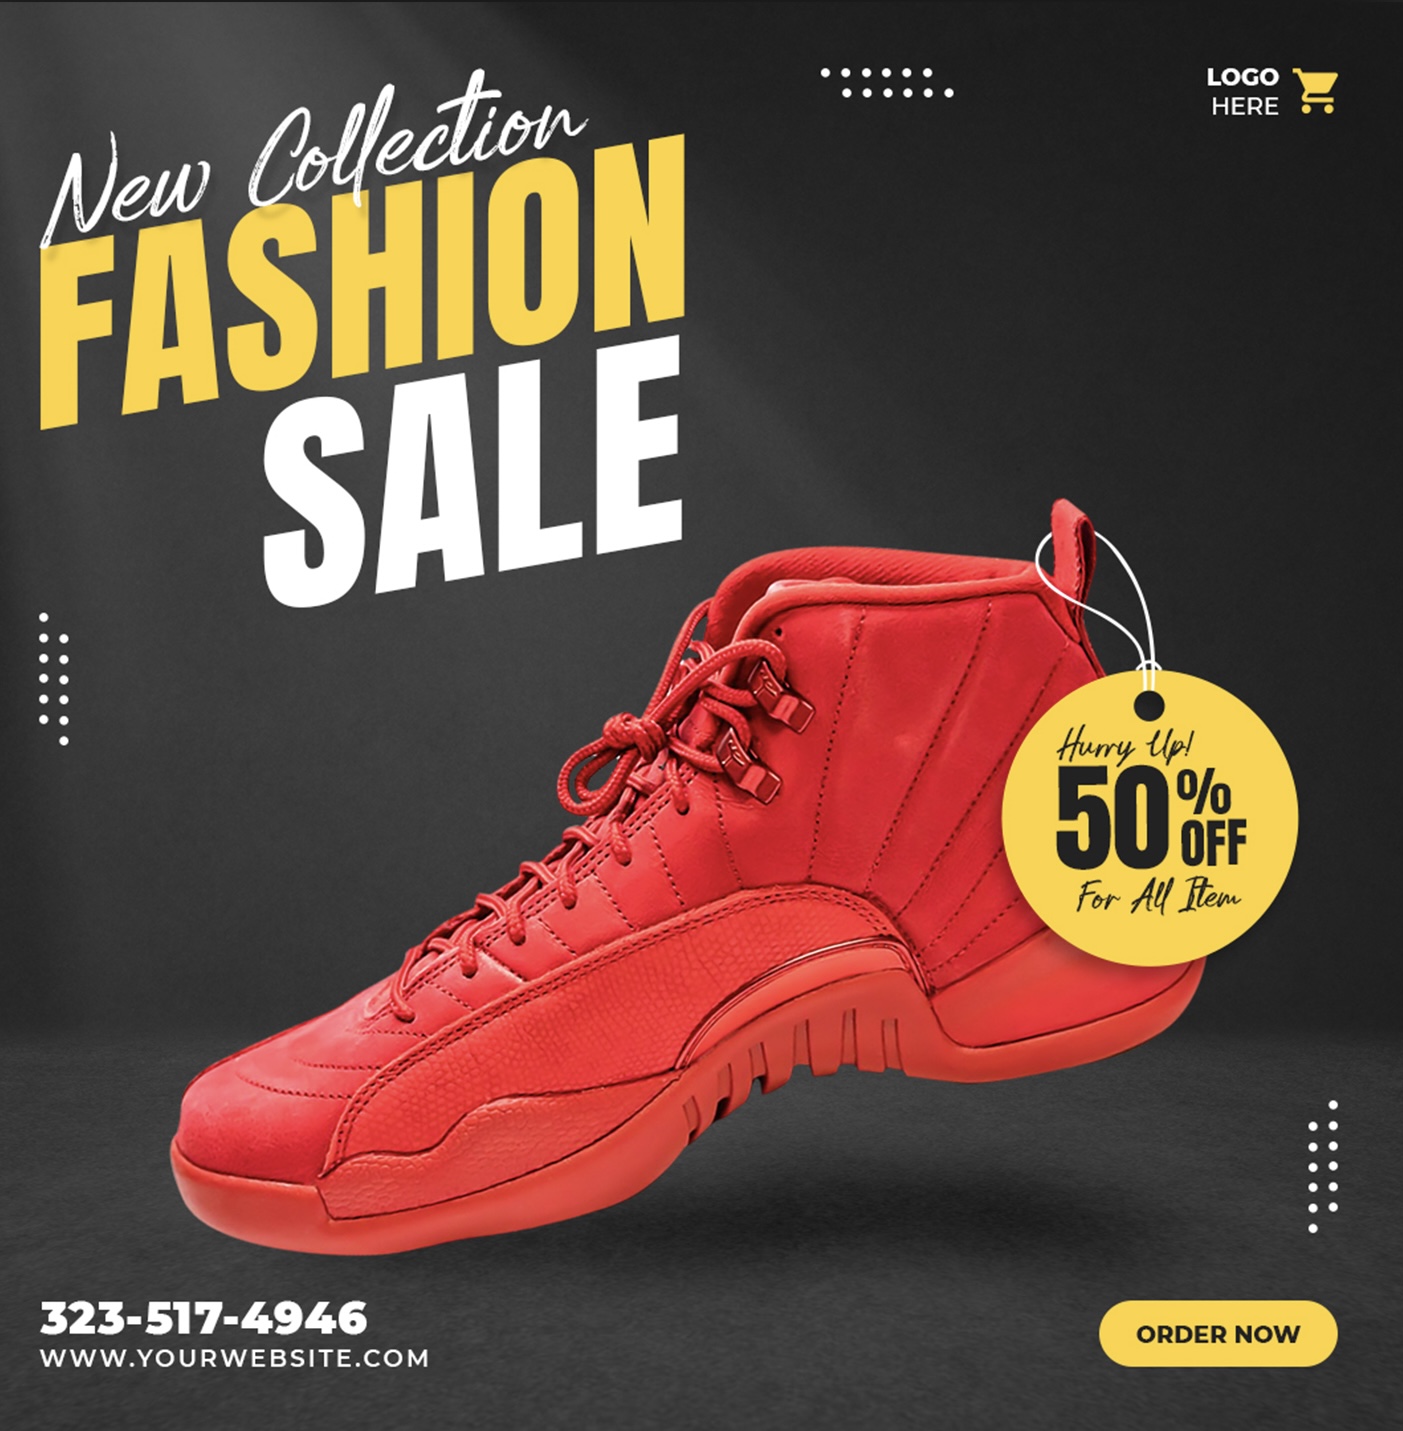 New Collection
FASHION
SALE
LOGO
HERE
Hurry Up!
50%
OFF
For All Item
323-517-4946
WWW.YOURWEBSITE.COM
ORDER NOW